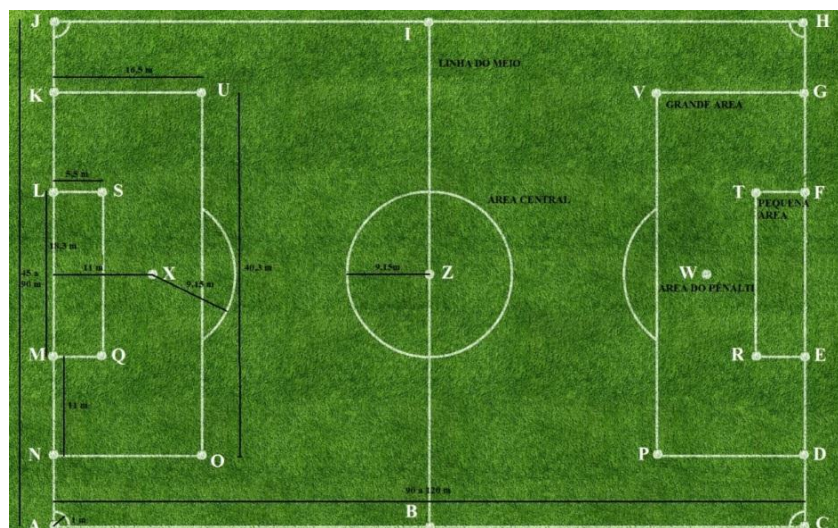 J
I
H
LINHA DO MEIO
16,5 m
K
U
V
G
GRANDE ÁREA
5,5 m
L
S
ÁREA CENTRAL
T
F
PEQUENA
ÁREA
18,3 m
45 a
90 m
11 m
X
9,15 m
40,3 m
9,15m
Z
W
ÁREA DO PÊNALTI
M
Q
R
E
11 m
N
O
P
D
90 a 120 m
A
1 m
B
C